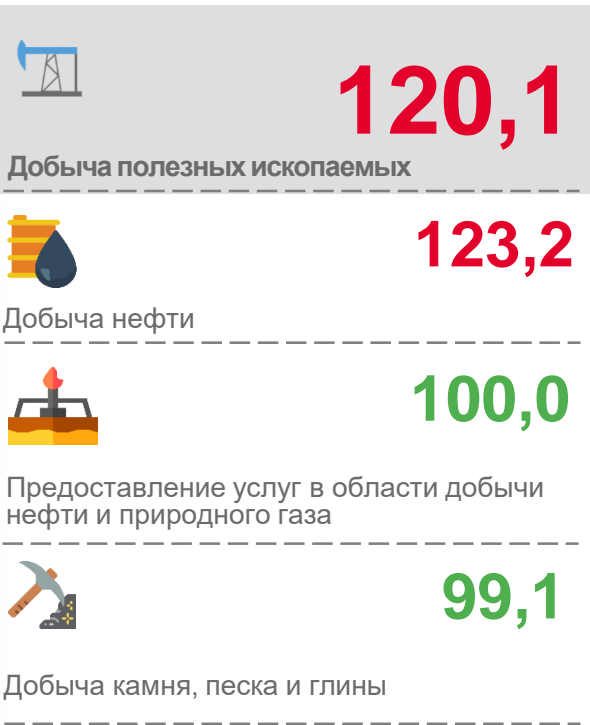 120,1
Добыча полезных ископаемых
123,2
Добыча нефти
100,0
Предоставление услуг в области добычи
нефти и природного газа
99,1
Добыча камня, песка и глины